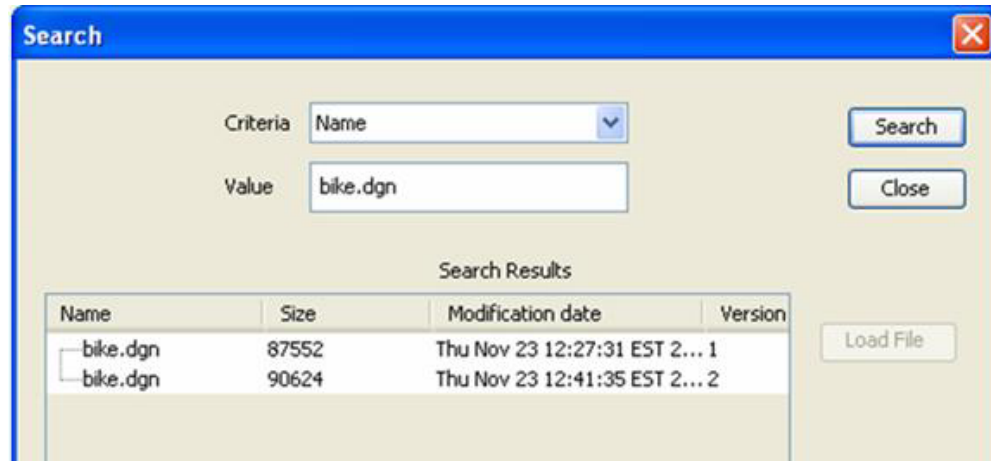 Search
Criteria Name Search
Value bike.dgn Close
Search Results
Name Size Modification date Version
bike.dgn 87552 Thu Nov 23 12:27:31 EST 2... 1
Load File
bike.dgn 90624 Thu Nov 23 12:41:35 EST 2... 2